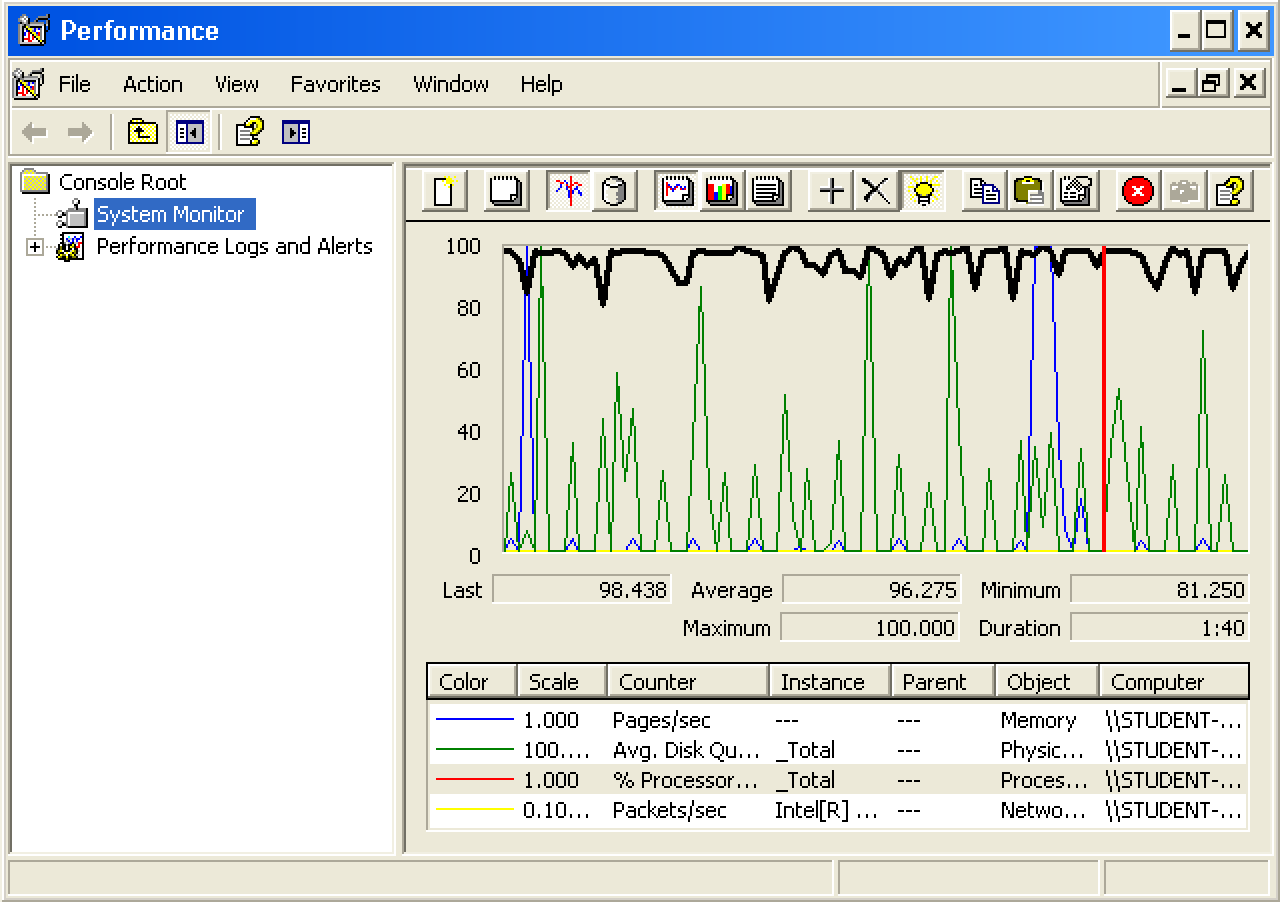 Performance
File Action View Favorites Window Help
Console Root
System Monitor
Performance Logs and Alerts
100
80
60
40
20
0
Last 98.438 Average 96.275 Minimum 81.250
Maximum 100.000 Duration 1:40
Color Scale Counter Instance Parent Object Computer
1.000 Pages/sec --- --- Memory \\STUDENT-...
100.... Avg. Disk Qu... _Total --- Physic... \\STUDENT-...
1.000 % Processor... _Total --- Proces... \\STUDENT-...
0.10... Packets/sec Intel[R] ... --- Netwo... \\STUDENT-...